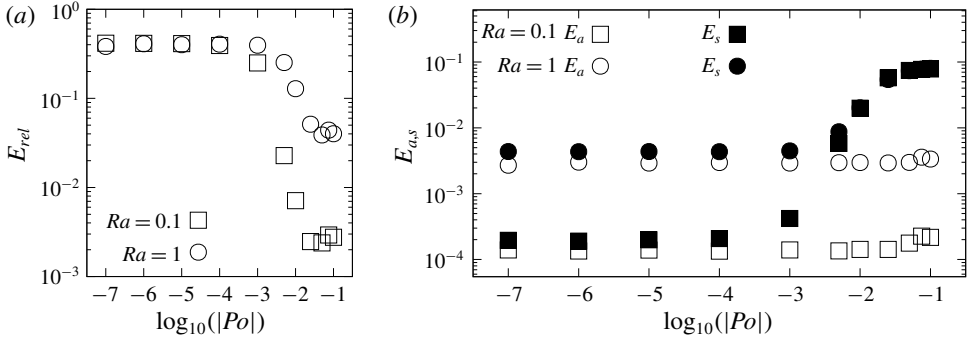 (a)
10⁰
10⁻¹
10⁻²
10⁻³
E_rel
Ra = 0.1
Ra = 1
−7 −6 −5 −4 −3 −2 −1
log₁₀(|Po|)
(b)
Ra = 0.1 E_a E_s
Ra = 1 E_a E_s
10⁻¹
10⁻²
10⁻³
10⁻⁴
E_a,s
−7 −6 −5 −4 −3 −2 −1
log₁₀(|Po|)